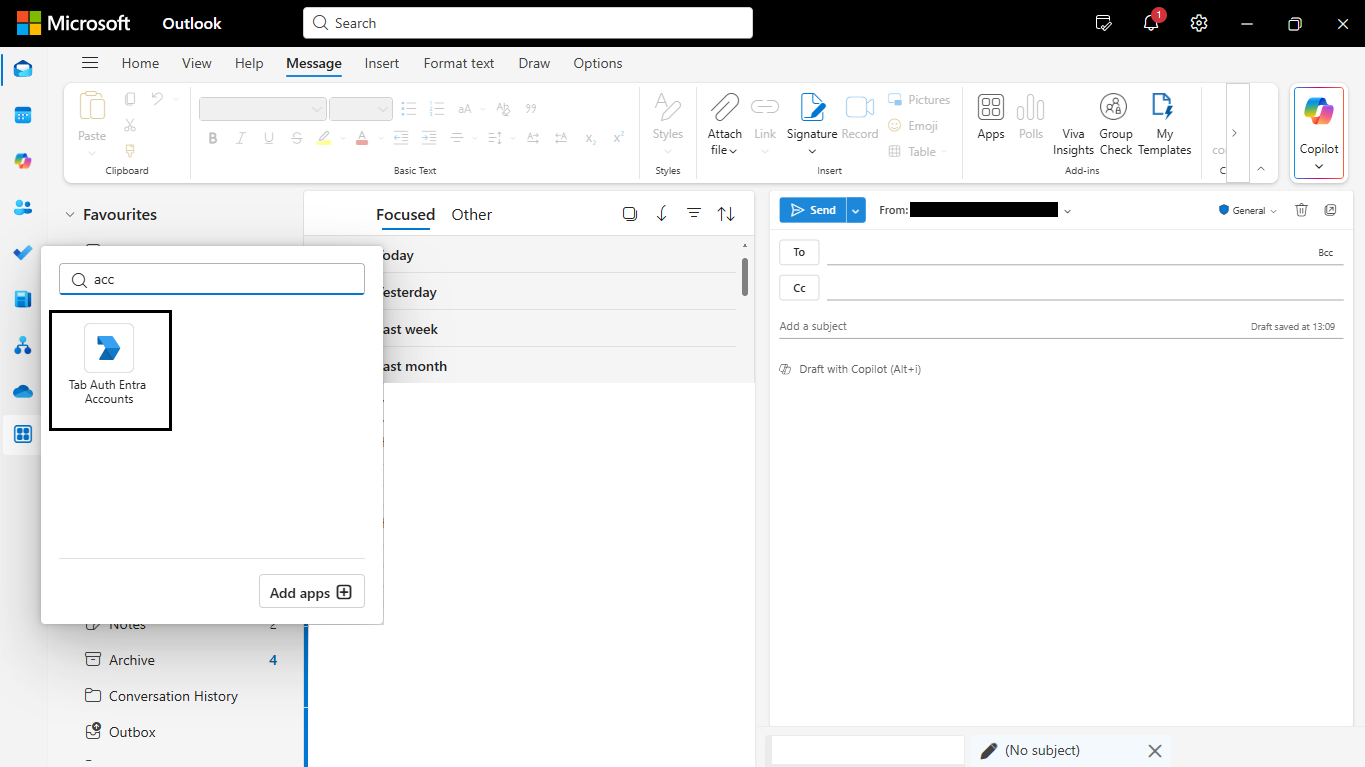 Microsoft
Outlook
Search
1
Home
View
Help
Message
Insert
Format text
Draw
Options
Paste
Clipboard
aA
B
I
U
S
A
x₂
x²
Basic Text
Styles
Styles
Attach
file
Link
Signature
Record
Pictures
Emoji
Table
Insert
Apps
Polls
Viva
Insights
Group
Check
My
Templates
Add-ins
Copilot
Favourites
acc
Tab Auth Entra
Accounts
Add apps
Notes
2
Archive
4
Conversation History
Outbox
Focused
Other
oday
esterday
ast week
ast month
Send
From:
General
To
Bcc
Cc
Add a subject
Draft saved at 13:09
Draft with Copilot (Alt+i)
(No subject)